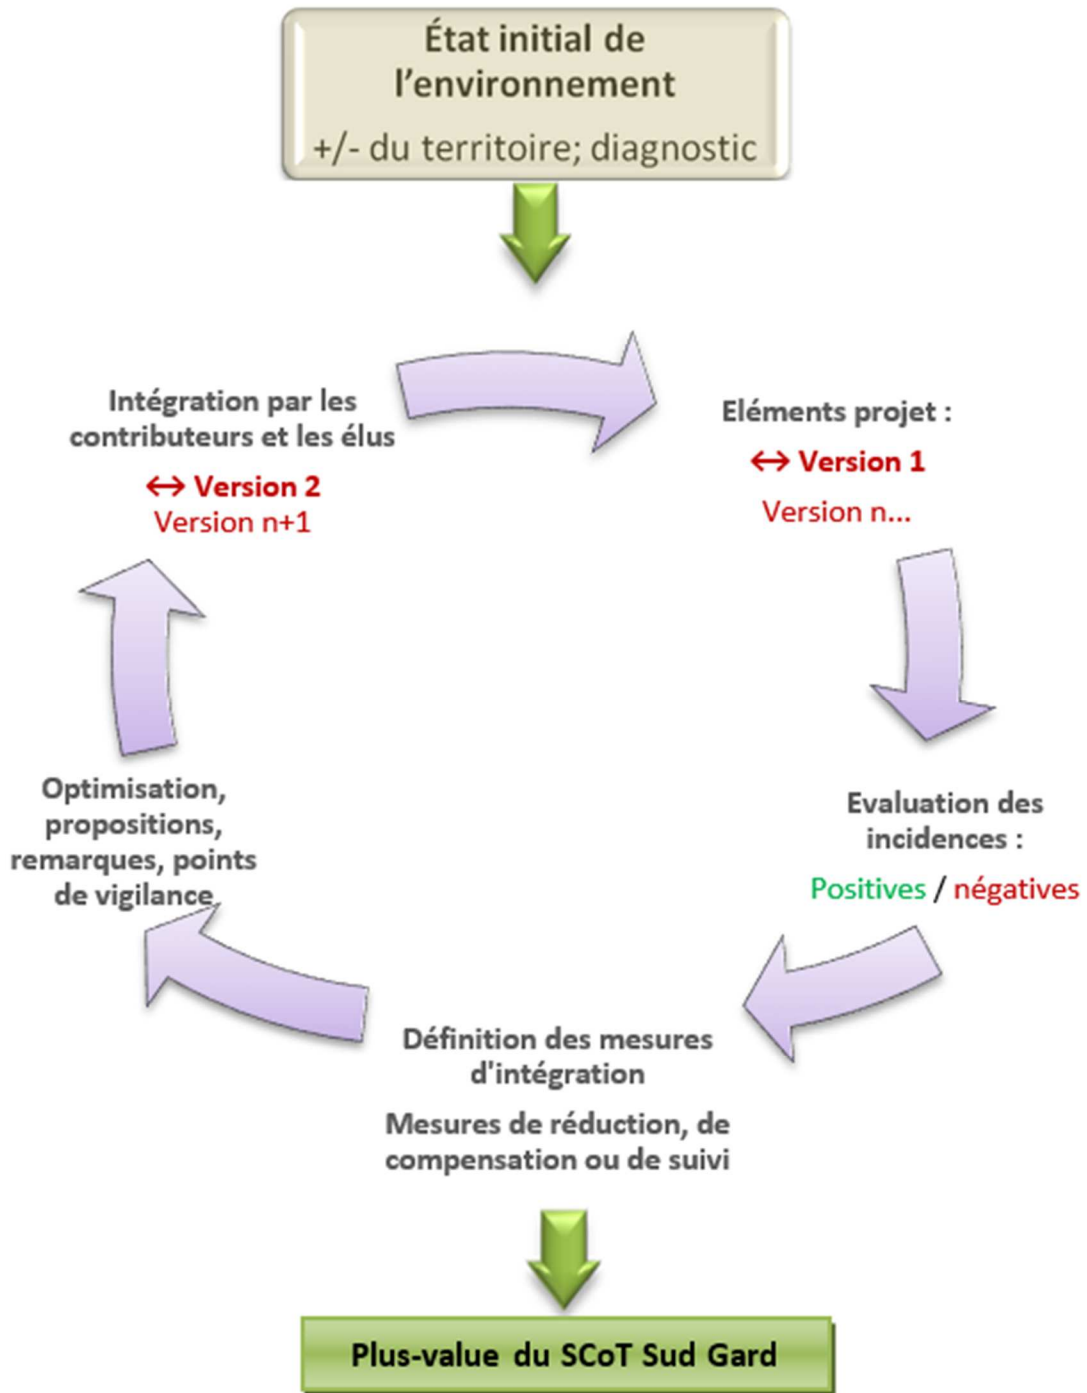 État initial de
l'environnement
+/- du territoire; diagnostic
Intégration par les
contributeurs et les élus
↔ Version 2
Version n+1
Eléments projet :
↔ Version 1
Version n...
Evaluation des
incidences :
Positives / négatives
Définition des mesures
d'intégration
Mesures de réduction, de
compensation ou de suivi
Optimisation,
propositions,
remarques, points
de vigilance
Plus-value du SCoT Sud Gard